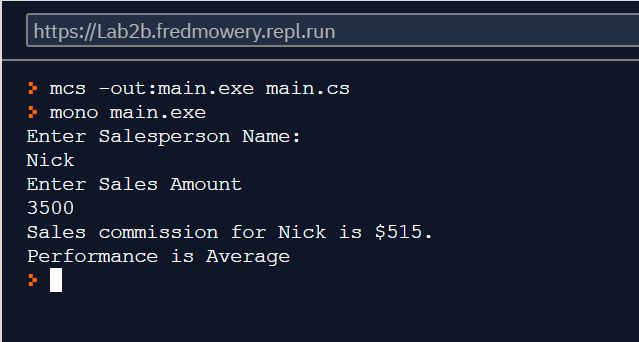 https://Lab2b.fredmowery.repl.run
> mcs -out:main.exe main.cs
> mono main.exe
Enter Salesperson Name:
Nick
Enter Sales Amount
3500
Sales commission for Nick is $515.
Performance is Average
>